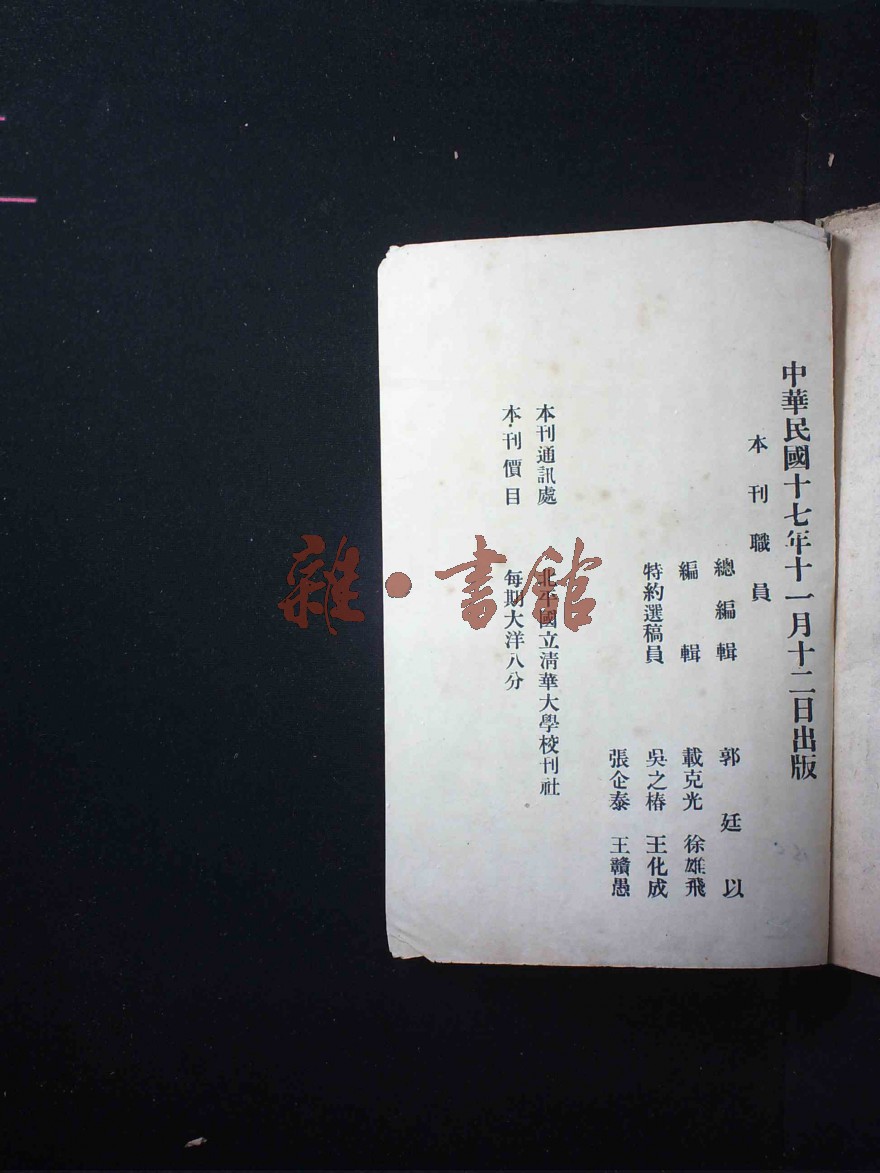 中華民國十七年十一月十二日出版
本刊職員
總編輯 郭廷以
編輯 載克光 徐雄飛
特約選稿員 吳之椿 王化成
張企泰 王贛愚
本刊通訊處 北平國立淸華大學校刊社
本刊價目 每期大洋八分
雜·書館